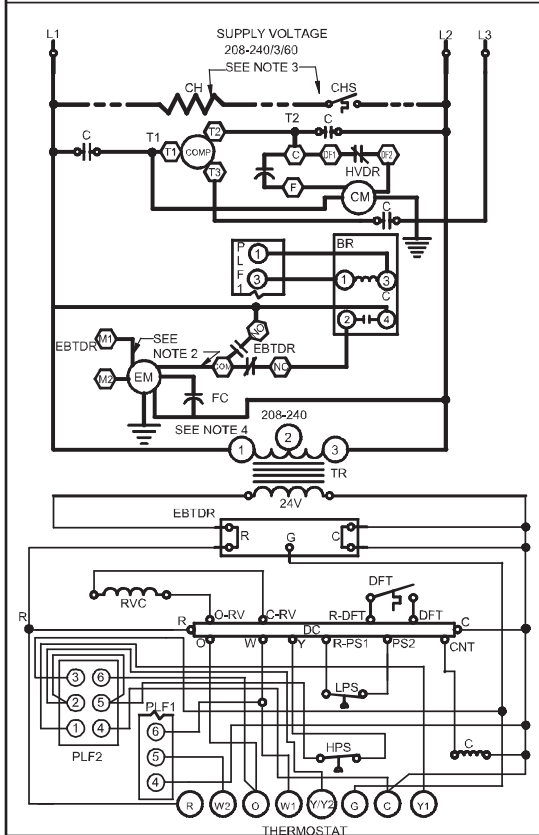 L1 SUPPLY VOLTAGE L2 L3
208-240/3/60
SEE NOTE 3
CH CHS
C T1 T2 C
T1 COMP T2 T3
C DF1 DF2
HVDR
F CM
C
P L F 1
1
3
BR
1 3
C
2 4
NO
EBTDR M1 SEE NOTE 2
EBTDR
M2 EM COM NC
FC
SEE NOTE 4
208-240
1 2 3
TR
24V
EBTDR
R G C
RVC
DFT
O-RV C-RV R-DFT DFT
R DC C
O W Y R-PS1 PS2 CNT
R
LPS
3 6
2 5
1 4
PLF2
PLF1
6
5
4
HPS
C
R W2 O W1 Y/Y2 G C Y1
THERMOSTAT